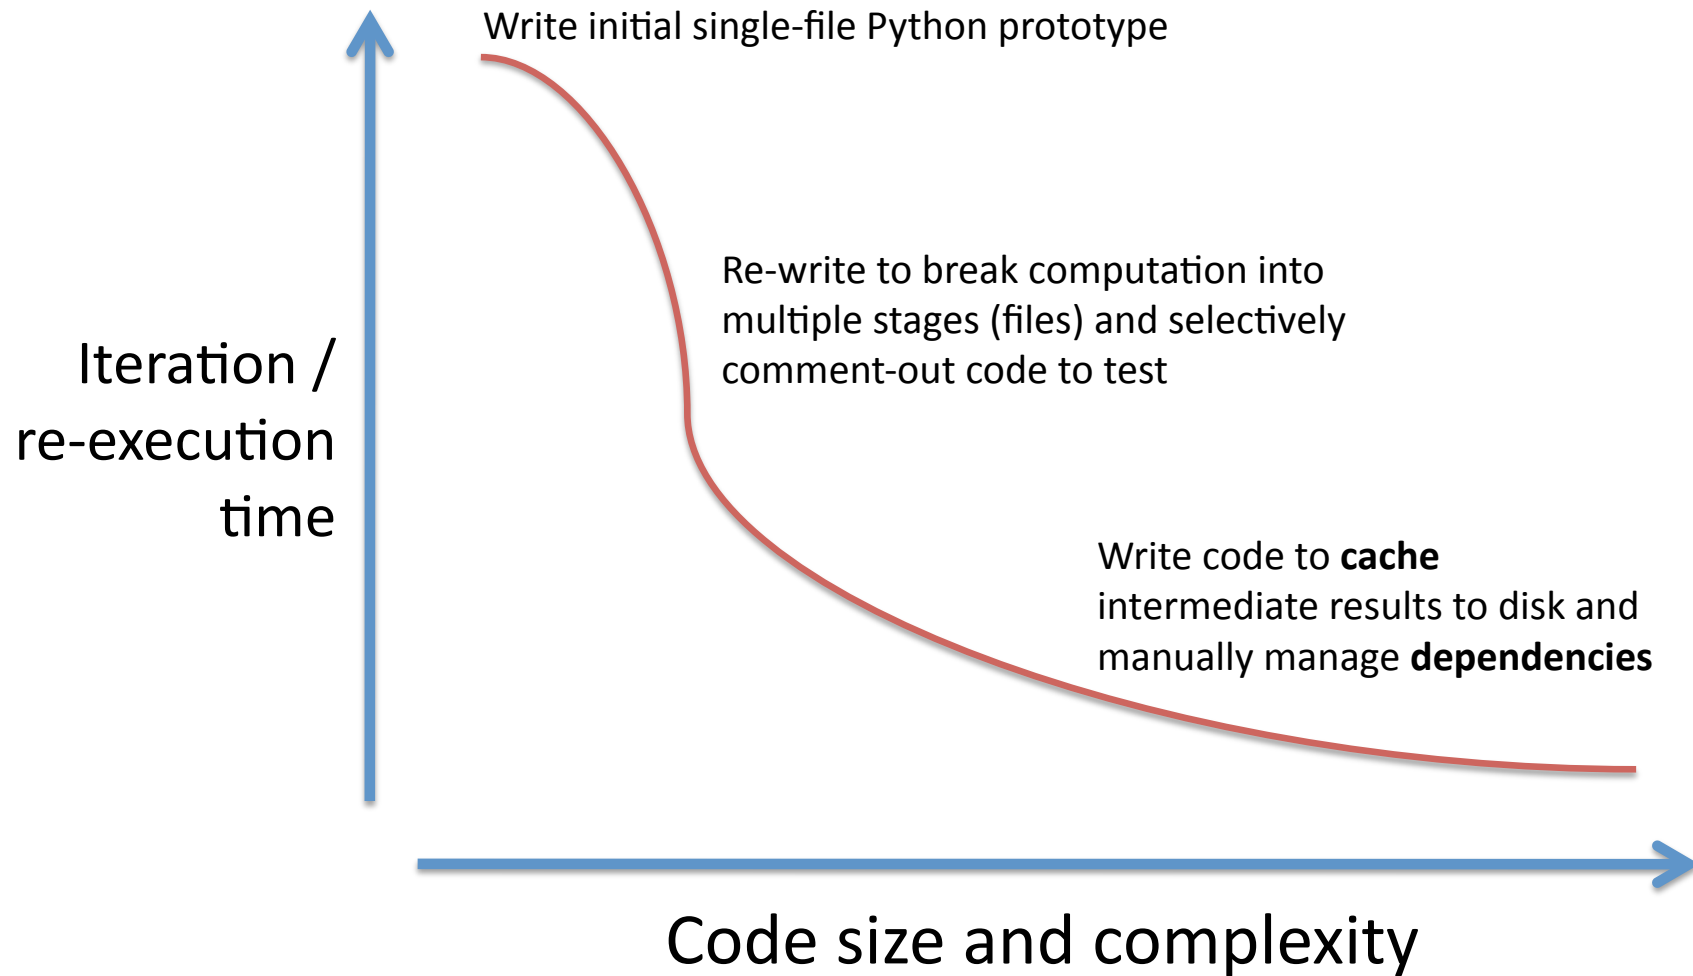 Write initial single-file Python prototype
Re-write to break computation into
multiple stages (files) and selectively
comment-out code to test
Iteration /
re-execution
time
Write code to cache
intermediate results to disk and
manually manage dependencies
Code size and complexity